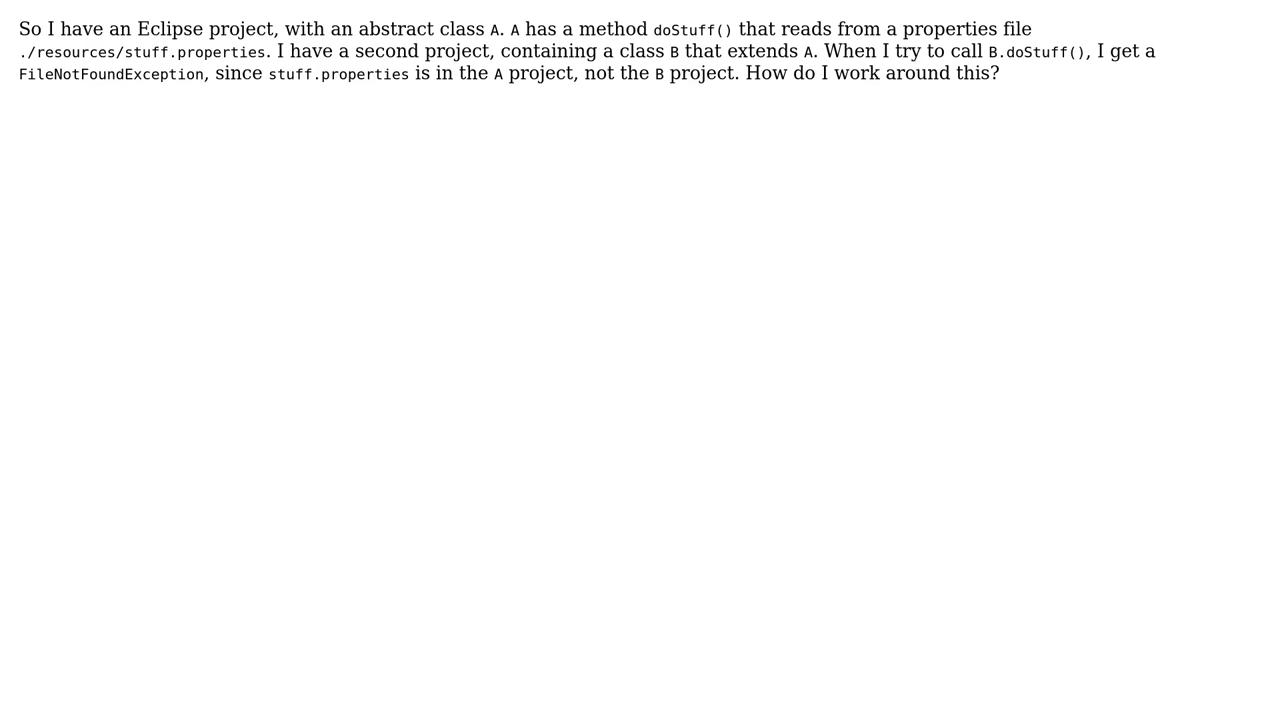 So I have an Eclipse project, with an abstract class A. A has a method doStuff() that reads from a properties file
./resources/stuff.properties. I have a second project, containing a class B that extends A. When I try to call B.doStuff(), I get a
FileNotFoundException, since stuff.properties is in the A project, not the B project. How do I work around this?